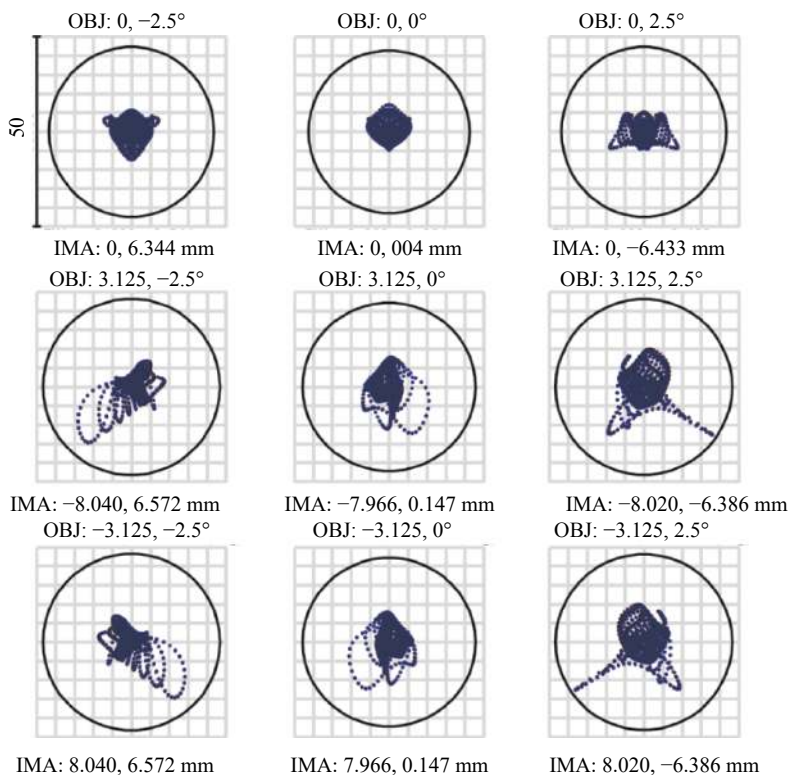 OBJ: 0, −2.5° OBJ: 0, 0° OBJ: 0, 2.5°
50
IMA: 0, 6.344 mm IMA: 0, 004 mm IMA: 0, −6.433 mm
OBJ: 3.125, −2.5° OBJ: 3.125, 0° OBJ: 3.125, 2.5°
IMA: −8.040, 6.572 mm IMA: −7.966, 0.147 mm IMA: −8.020, −6.386 mm
OBJ: −3.125, −2.5° OBJ: −3.125, 0° OBJ: −3.125, 2.5°
IMA: 8.040, 6.572 mm IMA: 7.966, 0.147 mm IMA: 8.020, −6.386 mm